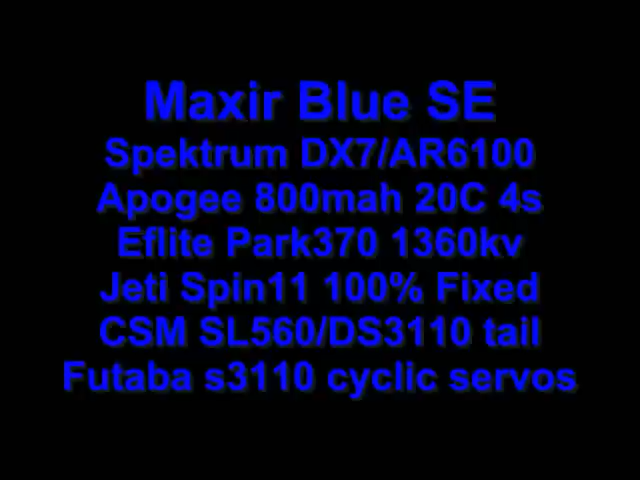 Maxir Blue SE
Spektrum DX7/AR6100
Apogee 800mah 20C 4s
Eflite Park370 1360kv
Jeti Spin11 100% Fixed
CSM SL560/DS3110 tail
Futaba s3110 cyclic servos